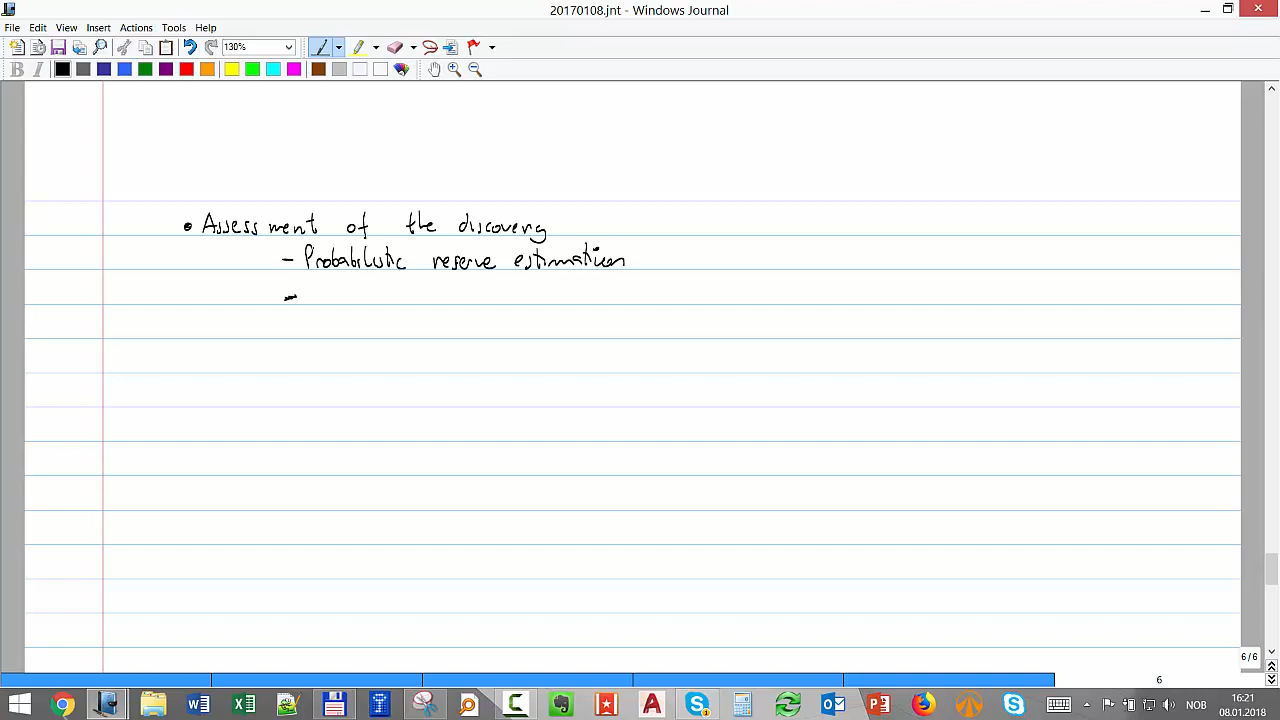 20170108.jnt - Windows Journal
File Edit View Insert Actions Tools Help
130%
B I
• Assessment of the discovery
- Probabilistic reserve estimation
-
6/6
6
NOB
16:21
08.01.2018